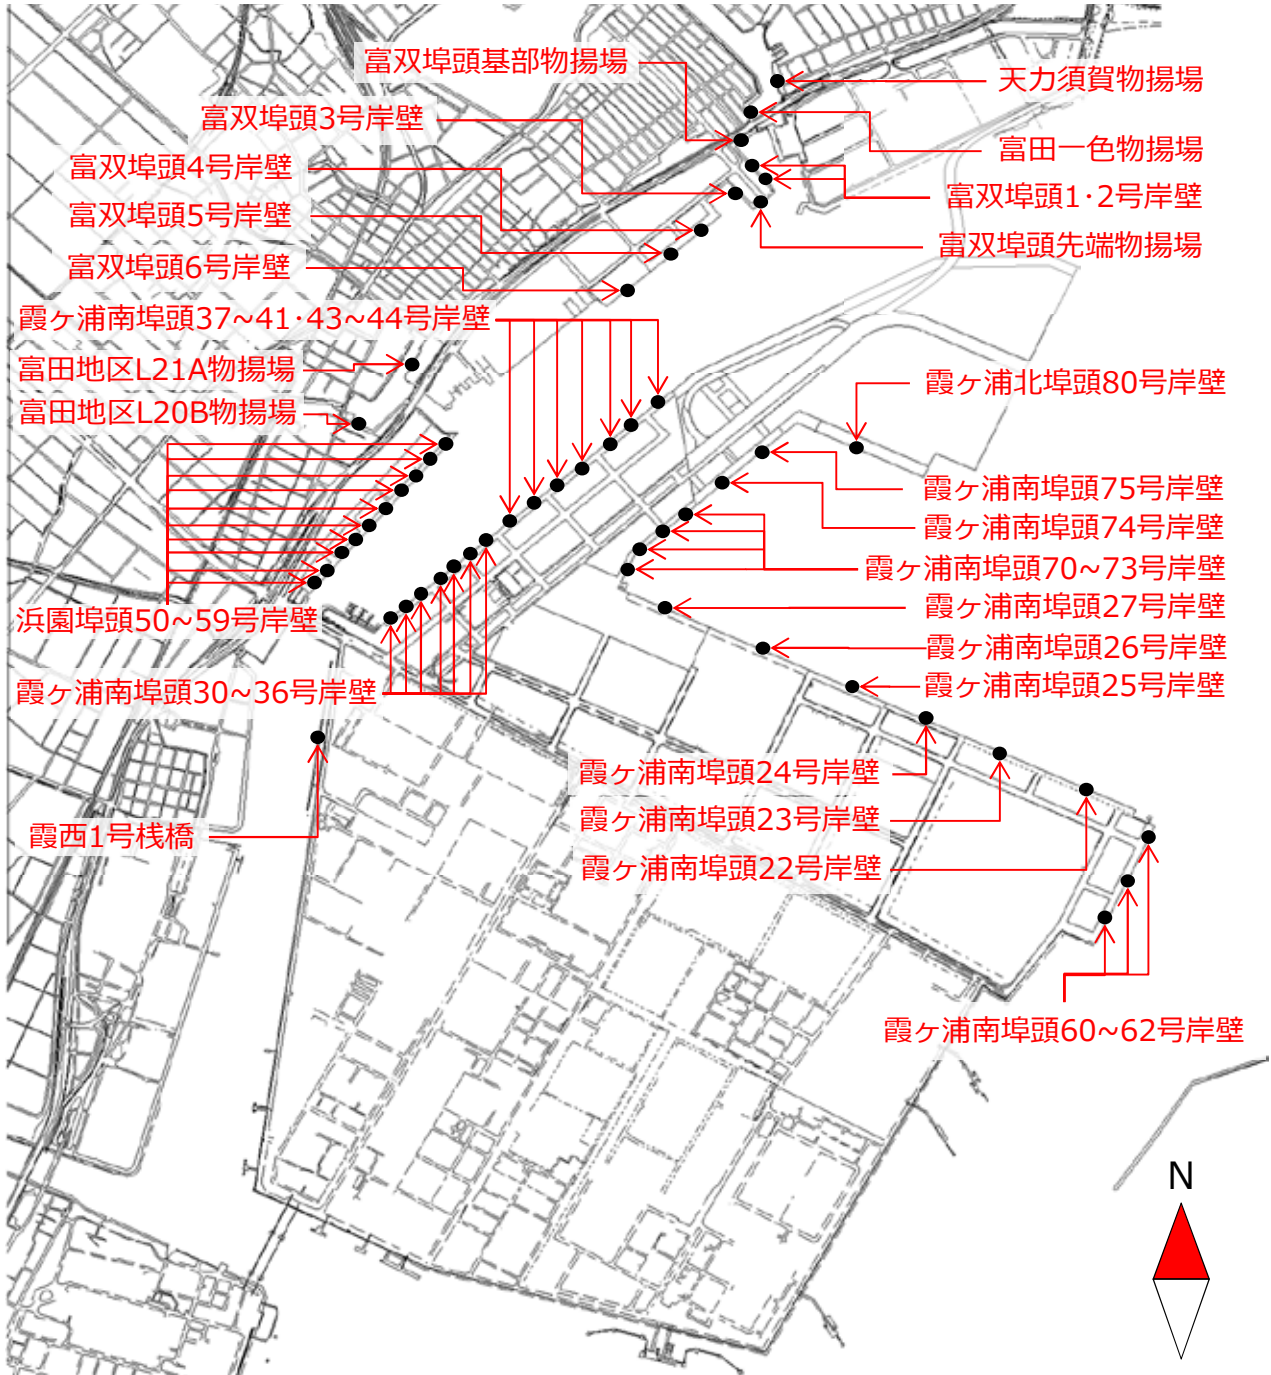 富双埠頭基部物揚場
天力須賀物揚場
富双埠頭3号岸壁
富田一色物揚場
富双埠頭4号岸壁
富双埠頭1･2号岸壁
富双埠頭5号岸壁
富双埠頭先端物揚場
富双埠頭6号岸壁
霞ヶ浦南埠頭37~41･43~44号岸壁
富田地区L21A物揚場
霞ヶ浦北埠頭80号岸壁
富田地区L20B物揚場
霞ヶ浦南埠頭75号岸壁
霞ヶ浦南埠頭74号岸壁
霞ヶ浦南埠頭70~73号岸壁
霞ヶ浦南埠頭27号岸壁
浜園埠頭50~59号岸壁
霞ヶ浦南埠頭26号岸壁
霞ヶ浦南埠頭25号岸壁
霞ヶ浦南埠頭30~36号岸壁
霞ヶ浦南埠頭24号岸壁
霞ヶ浦南埠頭23号岸壁
霞西1号桟橋
霞ヶ浦南埠頭22号岸壁
霞ヶ浦南埠頭60~62号岸壁
N